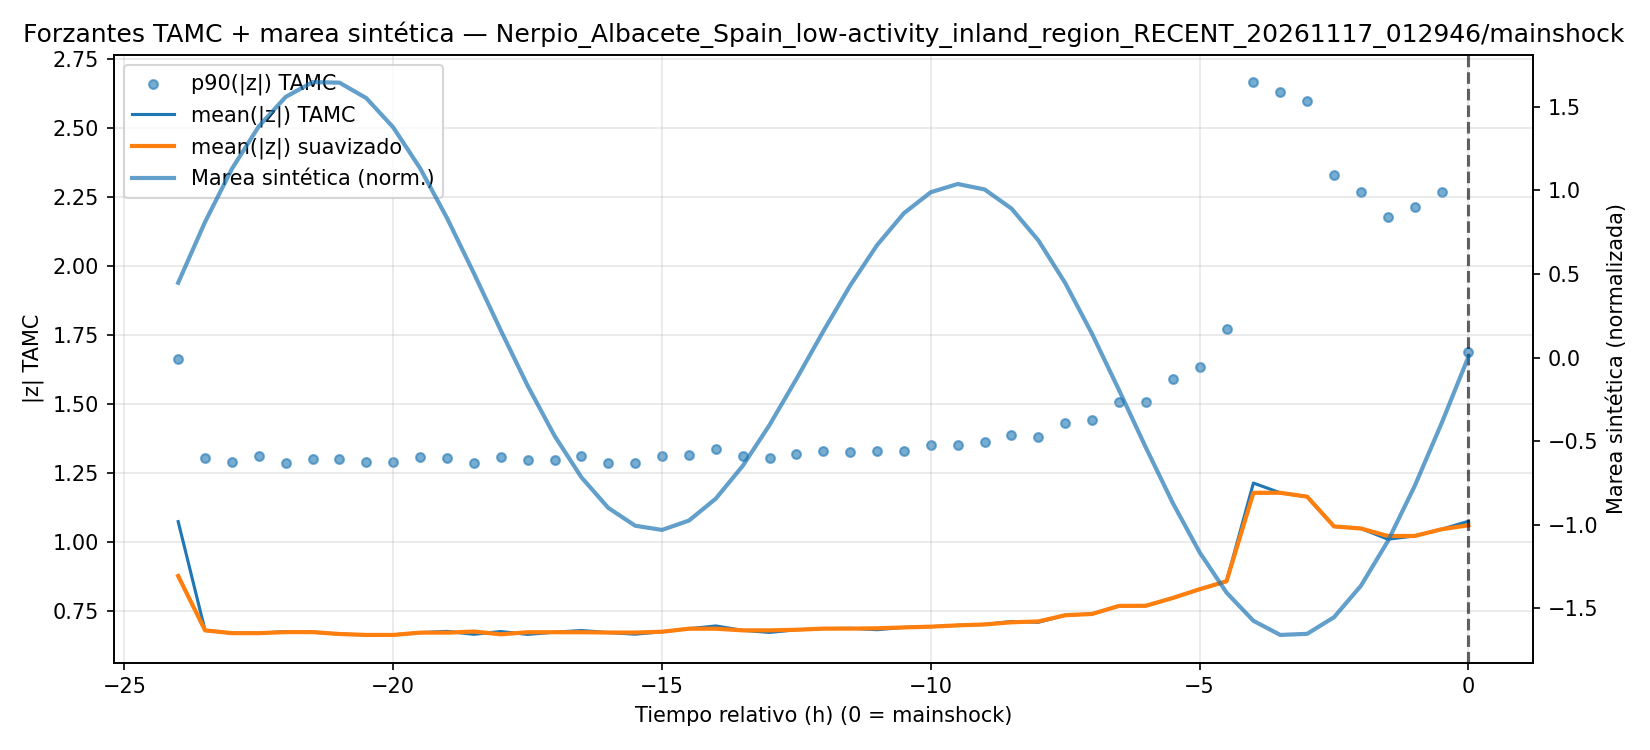 Forzantes TAMC + marea sintética — Nerpio_Albacete_Spain_low-activity_inland_region_RECENT_20261117_012946/mainshock
p90(|z|) TAMC
mean(|z|) TAMC
mean(|z|) suavizado
Marea sintética (norm.)
|z| TAMC
2.75
2.50
2.25
2.00
1.75
1.50
1.25
1.00
0.75
1.5
1.0
0.5
0.0
−0.5
−1.0
−1.5
Marea sintética (normalizada)
−25
−20
−15
−10
−5
0
Tiempo relativo (h) (0 = mainshock)